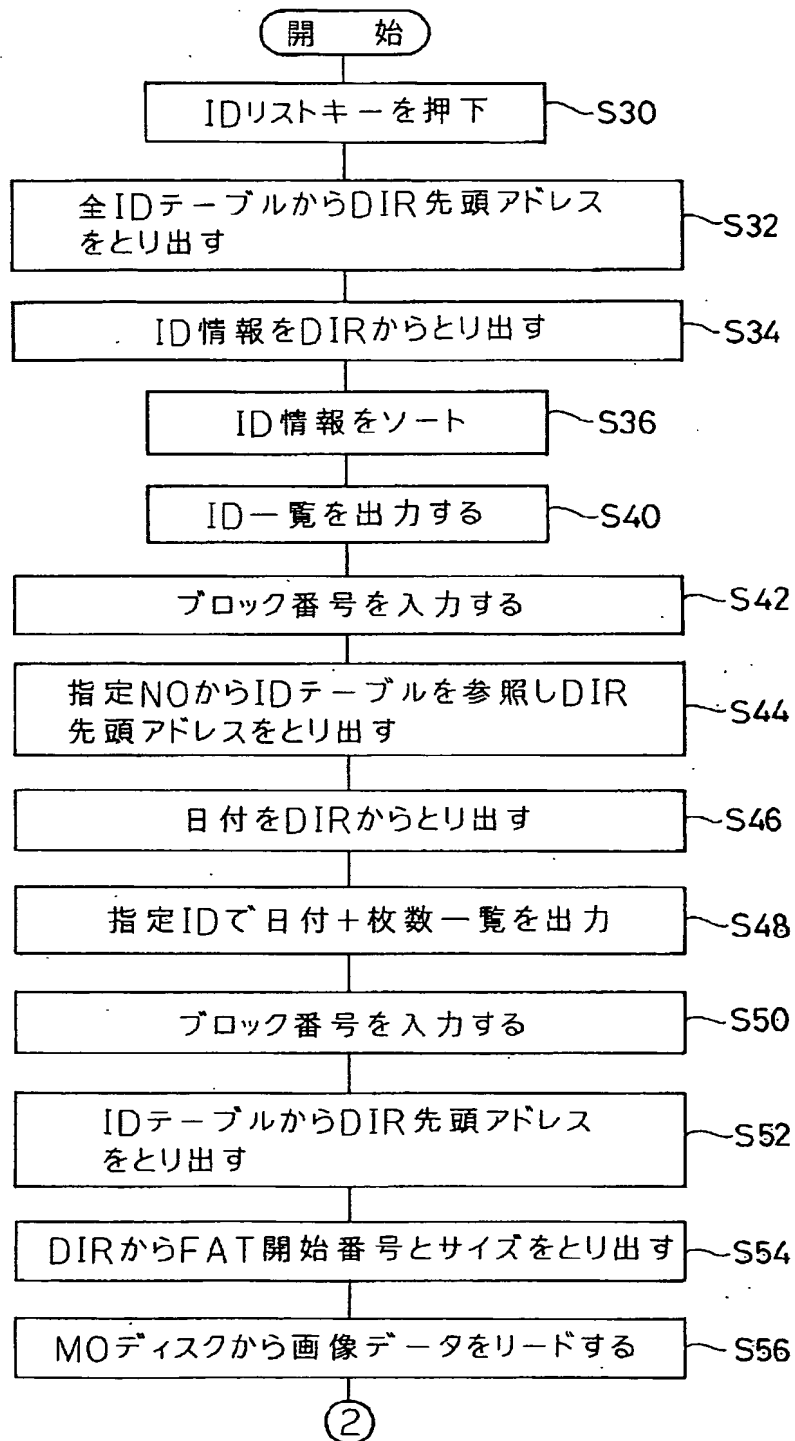 開 始
IDリストキーを押下
S30
全IDテーブルからDIR先頭アドレス
をとり出す
S32
ID情報をDIRからとり出す
S34
ID情報をソート
S36
ID一覧を出力する
S40
ブロック番号を入力する
S42
指定NOからIDテーブルを参照しDIR
先頭アドレスをとり出す
S44
日付をDIRからとり出す
S46
指定IDで日付+枚数一覧を出力
S48
ブロック番号を入力する
S50
IDテーブルからDIR先頭アドレス
をとり出す
S52
DIRからFAT開始番号とサイズをとり出す
S54
MOディスクから画像データをリードする
S56
2